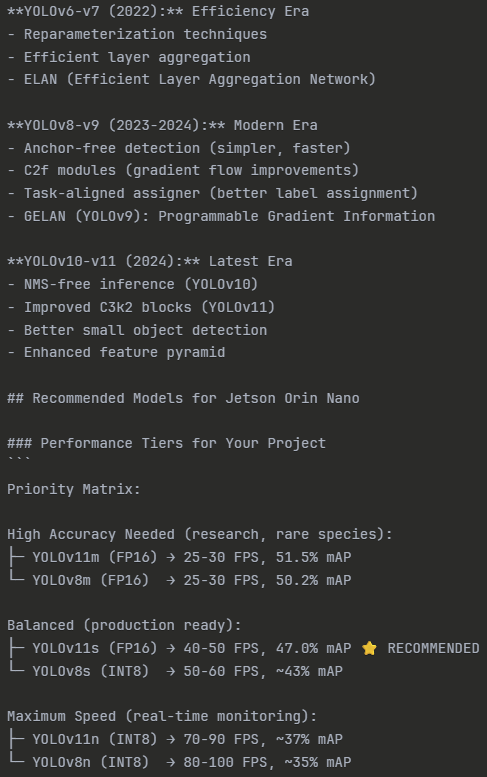 **YOLOv6-v7 (2022):** Efficiency Era
- Reparameterization techniques
- Efficient layer aggregation
- ELAN (Efficient Layer Aggregation Network)

**YOLOv8-v9 (2023-2024):** Modern Era
- Anchor-free detection (simpler, faster)
- C2f modules (gradient flow improvements)
- Task-aligned assigner (better label assignment)
- GELAN (YOLOv9): Programmable Gradient Information

**YOLOv10-v11 (2024):** Latest Era
- NMS-free inference (YOLOv10)
- Improved C3k2 blocks (YOLOv11)
- Better small object detection
- Enhanced feature pyramid

## Recommended Models for Jetson Orin Nano

### Performance Tiers for Your Project
```
Priority Matrix:

High Accuracy Needed (research, rare species):
├─ YOLOv11m (FP16) → 25-30 FPS, 51.5% mAP
└─ YOLOv8m (FP16)  → 25-30 FPS, 50.2% mAP

Balanced (production ready):
├─ YOLOv11s (FP16) → 40-50 FPS, 47.0% mAP ⭐ RECOMMENDED
└─ YOLOv8s (INT8)  → 50-60 FPS, ~43% mAP

Maximum Speed (real-time monitoring):
├─ YOLOv11n (INT8) → 70-90 FPS, ~37% mAP
└─ YOLOv8n (INT8)  → 80-100 FPS, ~35% mAP